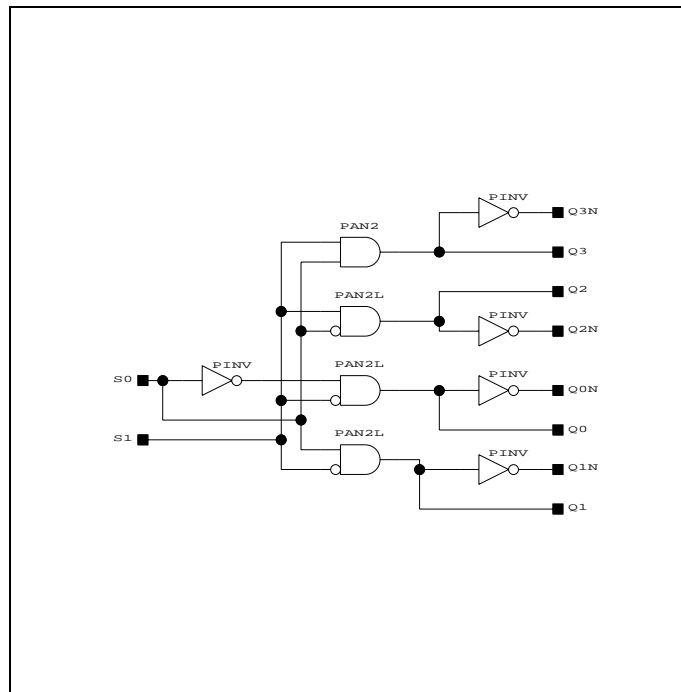 PINV
Q3N
PAN2
Q3
Q2
PAN2L
PINV
Q2N
PINV
PAN2L
PINV
S0
Q0N
Q0
S1
PAN2L
PINV
Q1N
Q1